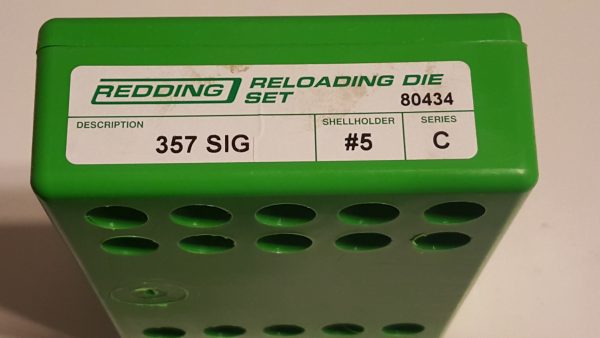 REDDING RELOADING DIE
SET 80434
DESCRIPTION SHELLHOLDER SERIES
357 SIG #5 C